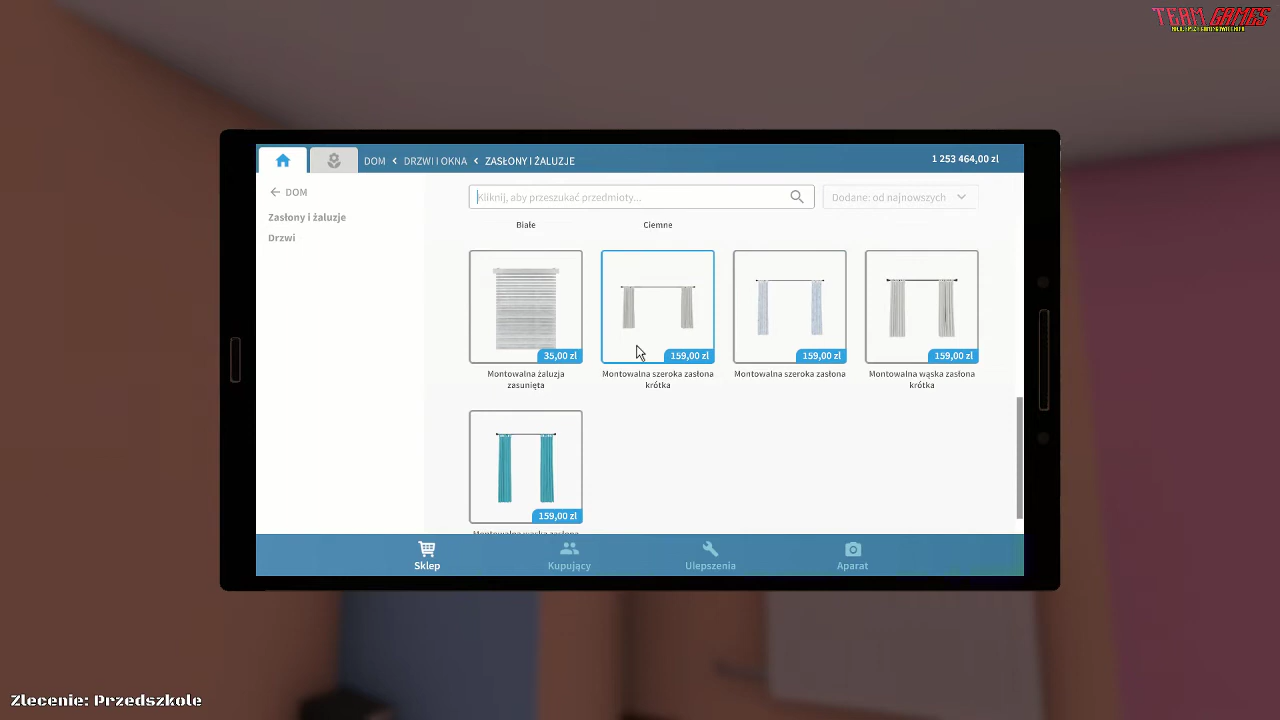 TEAM GAMES
DOM < DRZWI I OKNA < ZASŁONY I ŻALUZJE
1 253 464,00 zł
DOM
Zasłony i żaluzje
Drzwi
Kliknij, aby przeszukać przedmioty...
Dodane: od najnowszych
Białe
Ciemne
35,00 zł
159,00 zł
159,00 zł
159,00 zł
Montowalna żaluzja
zasunięta
Montowalna szeroka zasłona
krótka
Montowalna szeroka zasłona
Montowalna wąska zasłona
krótka
159,00 zł
Montowalna wąska zasłona
Sklep
Kupujący
Ulepszenia
Aparat
Zlecenie: Przedszkole